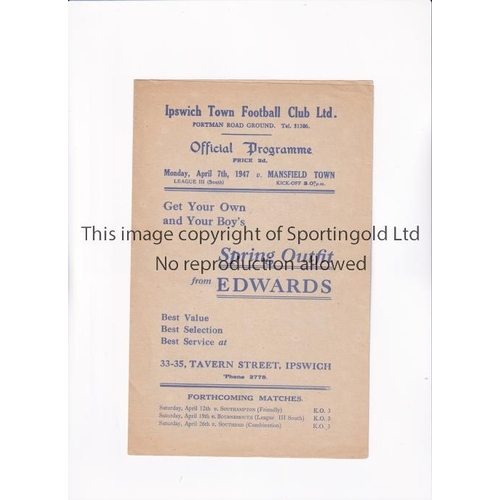 Ipswich Town Football Club Ltd.
PORTMAN ROAD GROUND. Tel. 51306.
Official Programme
PRICE 2d.
Monday, April 7th, 1947 v. MANSFIELD TOWN
LEAGUE III (South) KICK-OFF p.m.
Get Your Own
and Your Boy's
This image copyright of Sportingold Ltd
Spring Outfit
No reproduction allowed
from EDWARDS
Best Value
Best Selection
Best Service at
33-35, TAVERN STREET, IPSWICH
'Phone 2779.
FORTHCOMING MATCHES.
Saturday, April 12th v. SOUTHAMPTON (Friendly) K.O. 3
Saturday, April 19th v. BOURNEMOUTH (League III South) K.O. 3
Saturday, April 26th v. SOUTHEND (Combination) K.O. 3